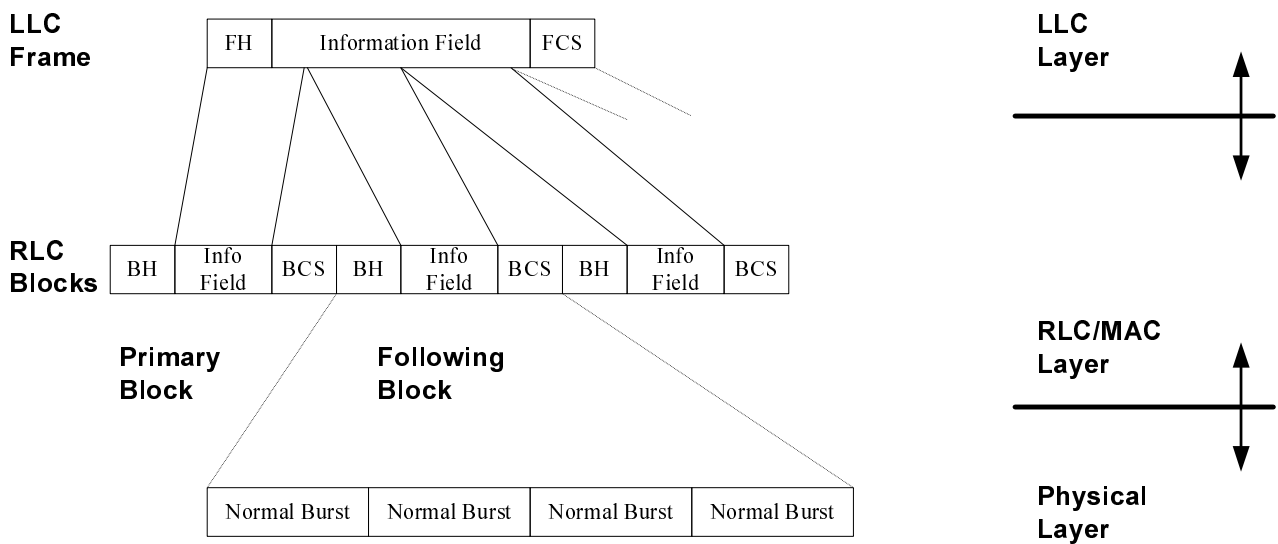 LLC
Frame
FH
Information Field
FCS
LLC
Layer
RLC
Blocks
BH
Info
Field
BCS
BH
Info
Field
BCS
BH
Info
Field
BCS
Primary
Block
Following
Block
RLC/MAC
Layer
Normal Burst
Normal Burst
Normal Burst
Normal Burst
Physical
Layer